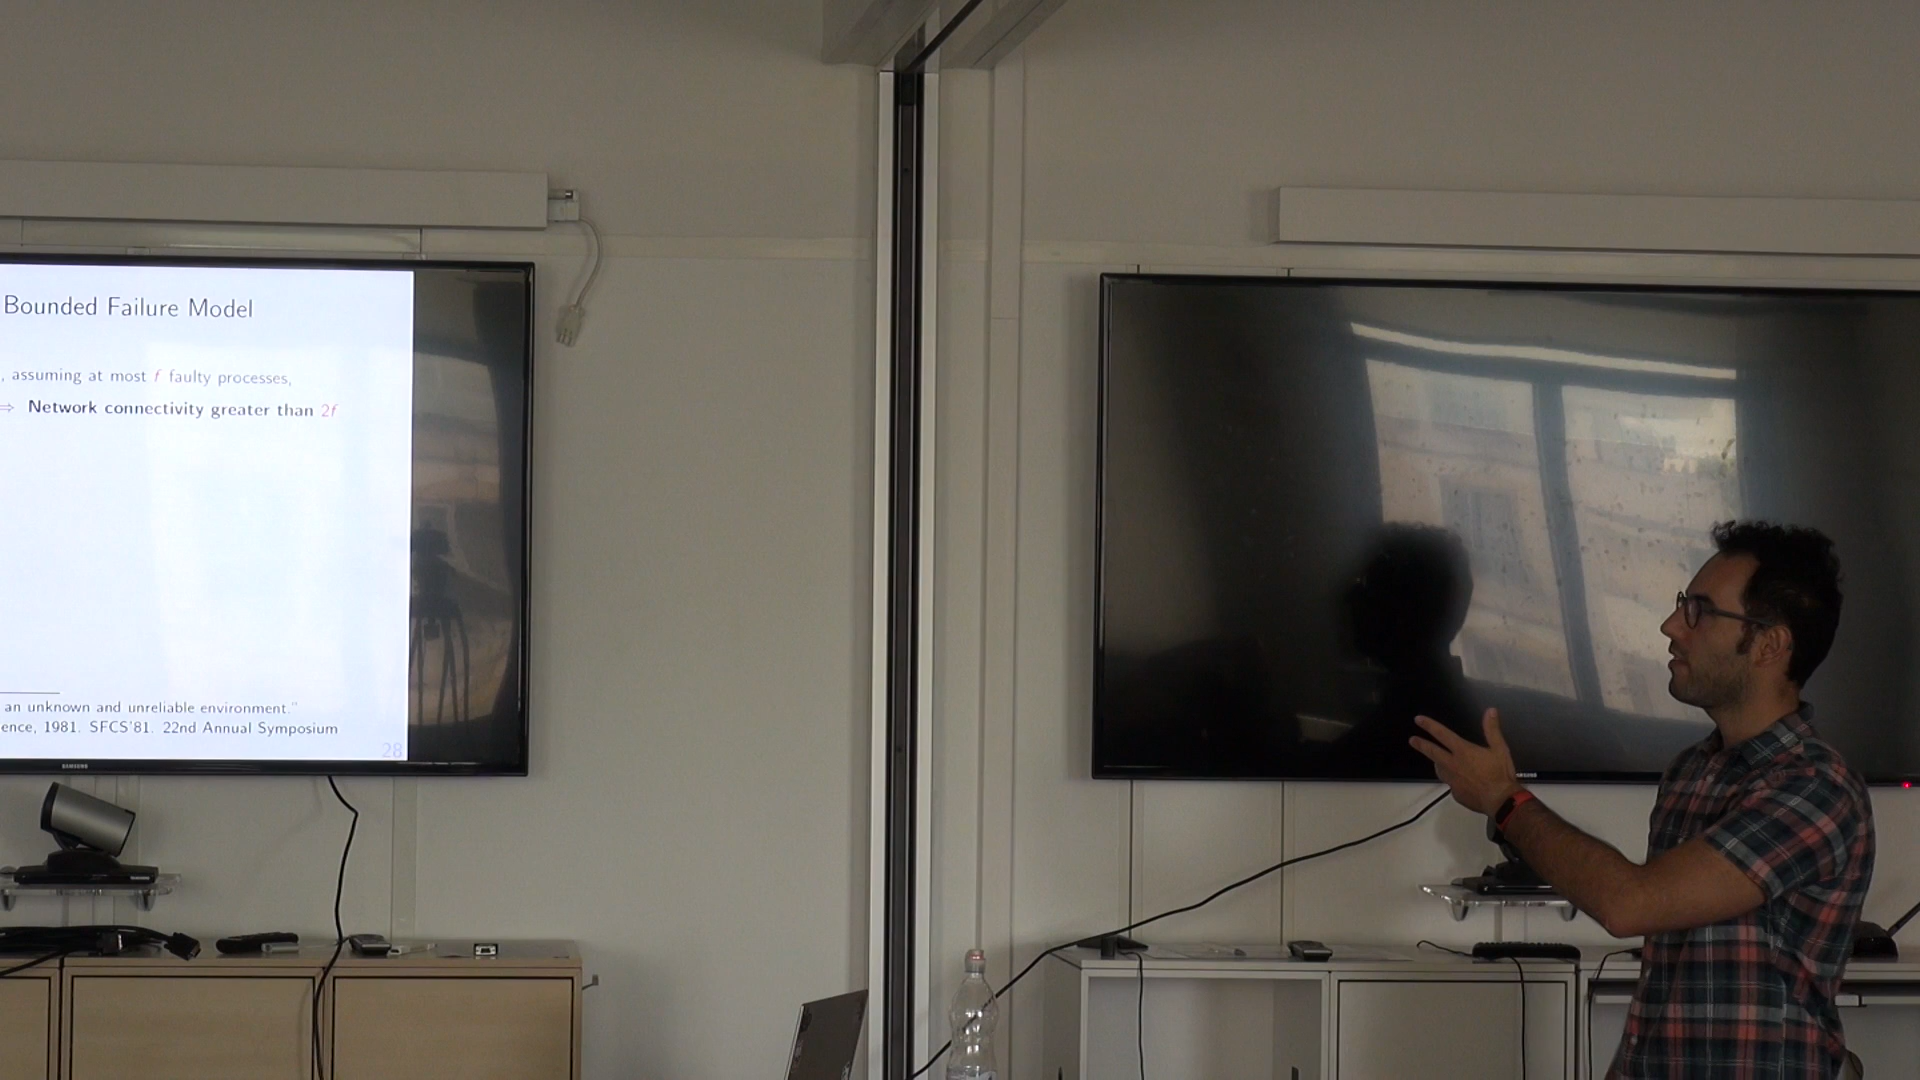 Bounded Failure Model
, assuming at most f faulty processes,
⇒ Network connectivity greater than 2f
an unknown and unreliable environment."
ence, 1981. SFCS'81. 22nd Annual Symposium
28
SAMSUNG